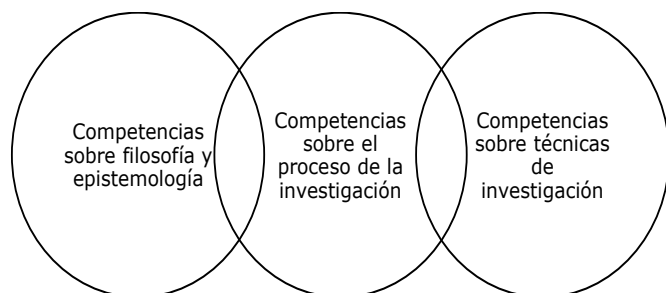 Competencias
sobre filosofía y
epistemología
Competencias
sobre el
proceso de la
investigación
Competencias
sobre técnicas
de
investigación